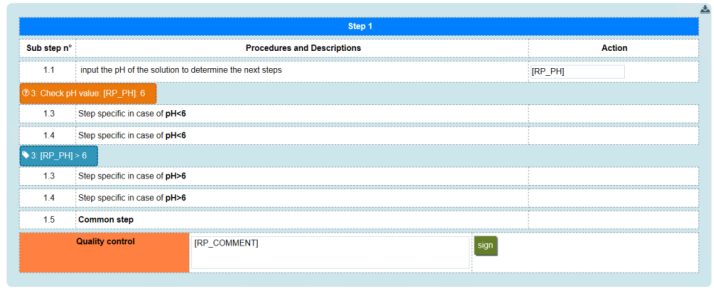 Step 1
Sub step n° Procedures and Descriptions Action
1.1 input the pH of the solution to determine the next steps [RP_PH]
3: Check pH value: [RP_PH]: 6
1.3 Step specific in case of pH<6
1.4 Step specific in case of pH<6
3: [RP_PH] > 6
1.3 Step specific in case of pH>6
1.4 Step specific in case of pH>6
1.5 Common step
Quality control [RP_COMMENT] sign